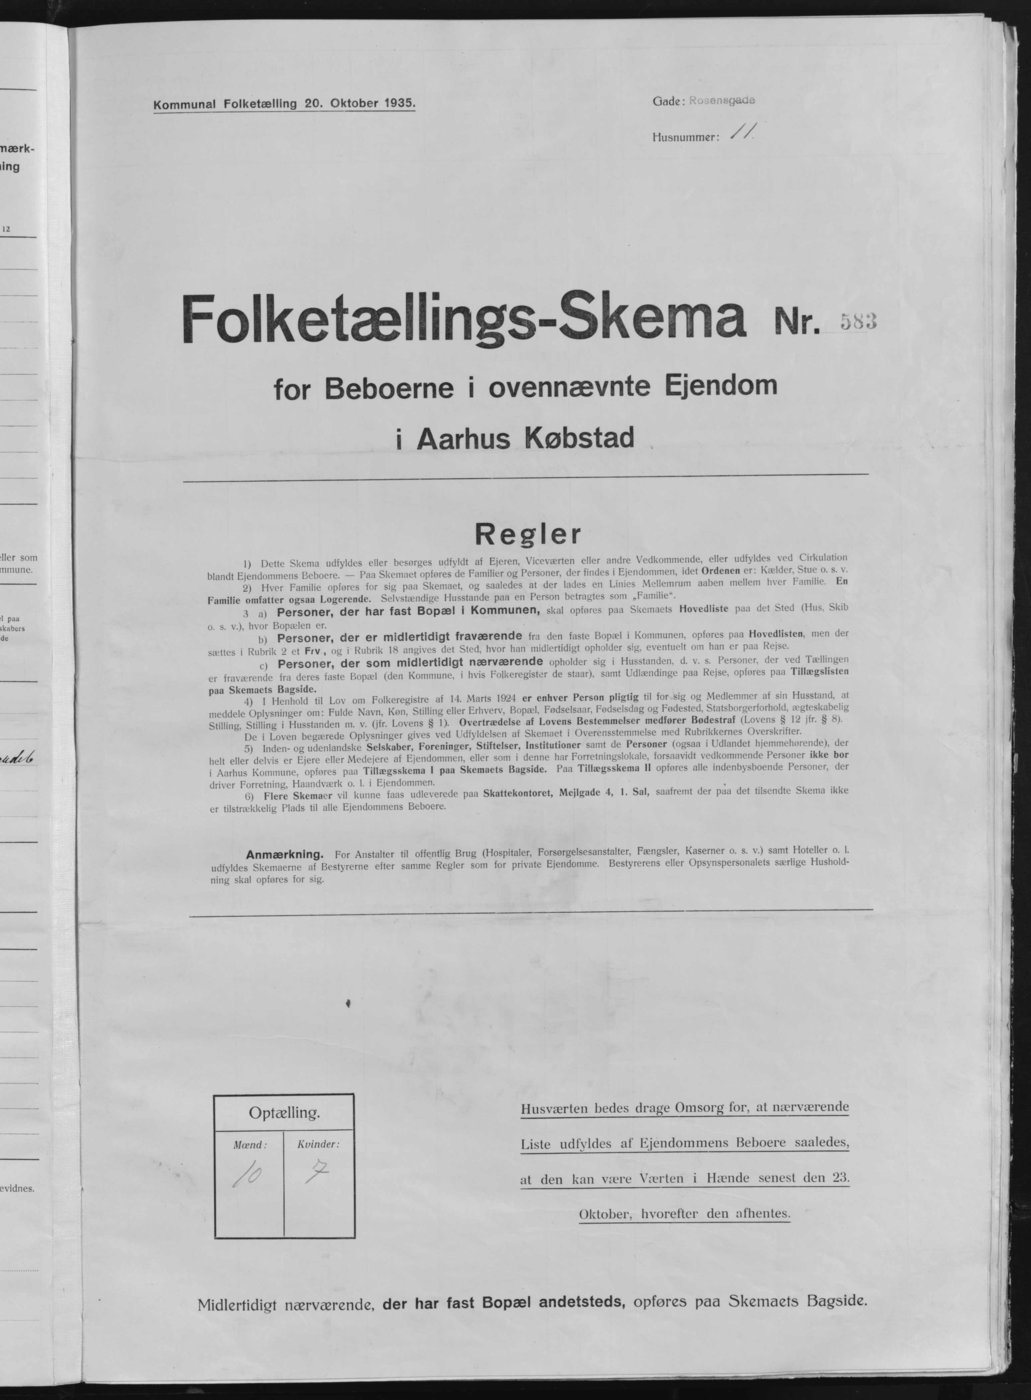 Kommunal Folketælling 20. Oktober 1935.
Gade: Rosensgade
Husnummer: 11
Folketællings-Skema Nr. 583
for Beboerne i ovennævnte Ejendom
i Aarhus Købstad
Regler
1) Dette Skema udfyldes eller besørges udfyldt af Ejeren, Viceværten eller andre Vedkommende, eller udfyldes ved Cirkulation
blandt Ejendommens Beboere. — Paa Skemaet opføres de Familier og Personer, der findes i Ejendommen, idet Ordenen er: Kælder, Stue o. s. v.
2) Hver Familie opføres for sig paa Skemaet, og saaledes at der lades en Linies Mellemrum aaben mellem hver Familie. En
Familie omfatter ogsaa Logerende. Selvstændige Husstande paa en Person betragtes som „Familie“.
3 a) Personer, der har fast Bopæl i Kommunen, skal opføres paa Skemaets Hovedliste paa det Sted (Hus, Skib
o. s. v.), hvor Bopælen er.
b) Personer, der er midlertidigt fraværende fra den faste Bopæl i Kommunen, opføres paa Hovedlisten, men der
sættes i Rubrik 2 et Frv., og i Rubrik 18 angives det Sted, hvor han midlertidigt opholder sig, eventuelt om han er paa Rejse.
c) Personer, der som midlertidigt nærværende opholder sig i Husstanden, d. v. s. Personer, der ved Tællingen
er fraværende fra deres faste Bopæl (den Kommune, i hvis Folkeregister de staar), samt Udlændinge paa Rejse, opføres paa Tillægslisten
paa Skemaets Bagside.
4) I Henhold til Lov om Folkeregistre af 14. Marts 1924 er enhver Person pligtig til for sig og Medlemmer af sin Husstand, at
meddele Oplysninger om: Fulde Navn, Køn, Stilling eller Erhverv, Bopæl, Fødselsaar, Fødselsdag og Fødested, Statsborgerforhold, ægteskabelig
Stilling, Stilling i Husstanden m. v. (jfr. Lovens § 1). Overtrædelse af Lovens Bestemmelser medfører Bødestraf (Lovens § 12 jfr. § 8).
De i Loven begærede Oplysninger gives ved Udfyldelsen af Skemaet i Overensstemmelse med Rubrikkernes Overskrifter.
5) Inden- og udenlandske Selskaber, Foreninger, Stiftelser, Institutioner samt de Personer (ogsaa i Udlandet hjemmehørende), der
helt eller delvis er Ejere eller Medejere af Ejendommen, eller som i denne har Forretningslokale, forsaavidt vedkommende Personer ikke bor
i Aarhus Kommune, opføres paa Tillægsskema I paa Skemaets Bagside. Paa Tillægsskema II opføres alle indenbysboende Personer, der
driver Forretning, Haandværk o. l. i Ejendommen.
6) Flere Skemaer vil kunne faas udleverede paa Skattekontoret, Mejlgade 4, 1. Sal, saafremt der paa det tilsendte Skema ikke
er tilstrækkelig Plads til alle Ejendommens Beboere.
Anmærkning. For Anstalter til offentlig Brug (Hospitaler, Forsørgelsesanstalter, Fængsler, Kaserner o. s. v.) samt Hoteller o. l.
udfyldes Skemaerne af Bestyrerne efter samme Regler som for private Ejendomme. Bestyrerens eller Opsynspersonalets særlige Hushold-
ning skal opføres for sig.
Optælling.
Mænd: Kvinder:
10 7
Husværten bedes drage Omsorg for, at nærværende
Liste udfyldes af Ejendommens Beboere saaledes,
at den kan være Værten i Hænde senest den 23.
Oktober, hvorefter den afhentes.
Midlertidigt nærværende, der har fast Bopæl andetsteds, opføres paa Skemaets Bagside.
mærk-
ing
12
eller som
mmune.
l paa
skabers
de
evidnes.